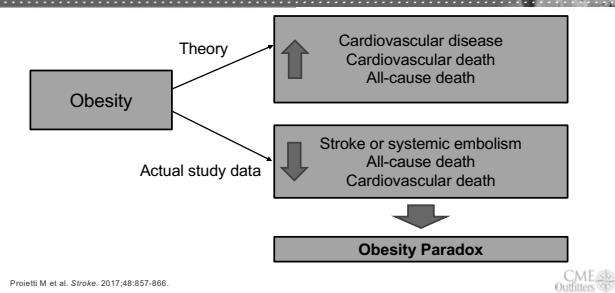 Theory
Cardiovascular disease
Cardiovascular death
All-cause death
Obesity
Actual study data
Stroke or systemic embolism
All-cause death
Cardiovascular death
Obesity Paradox
Proietti M et al. Stroke. 2017;48:857-866.
CME
Outfitters